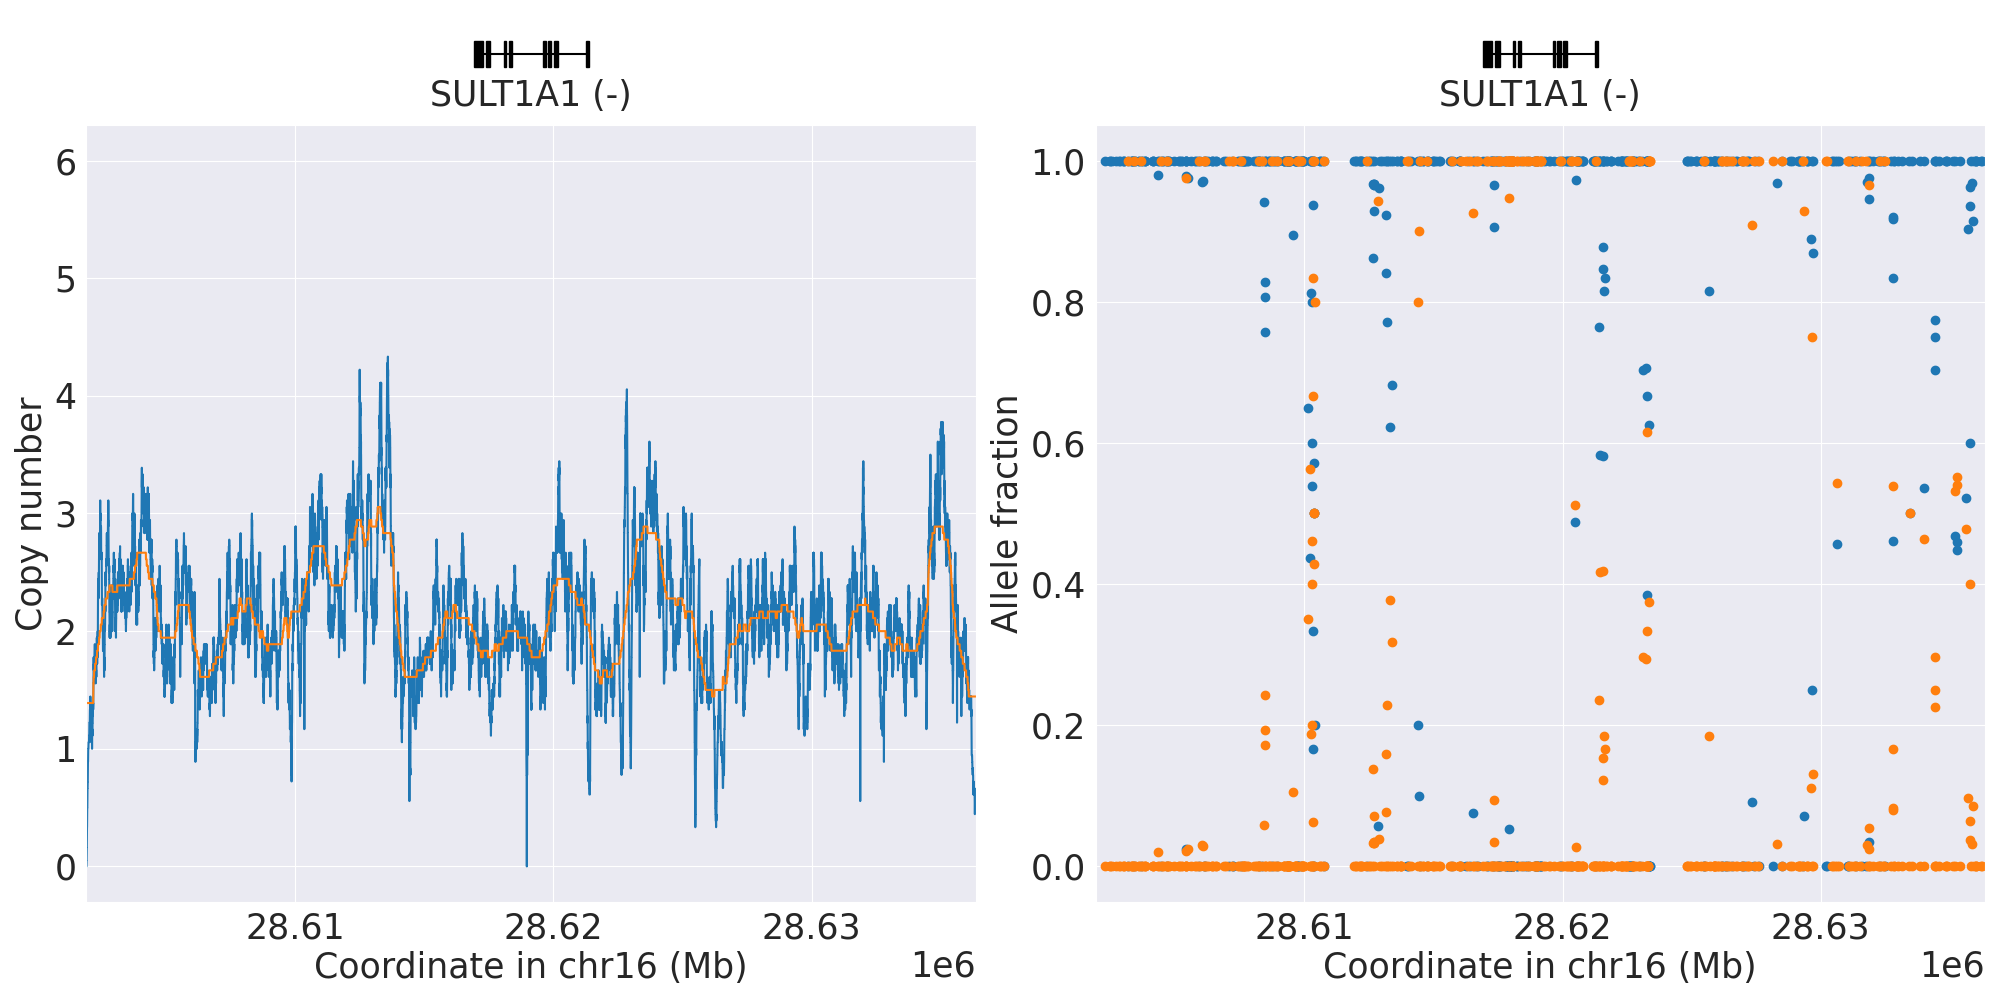 SULT1A1 (-)
6
5
4
3
2
1
0
Copy number
28.61
28.62
28.63
Coordinate in chr16 (Mb)
1e6
SULT1A1 (-)
1.0
0.8
0.6
0.4
0.2
0.0
Allele fraction
28.61
28.62
28.63
Coordinate in chr16 (Mb)
1e6